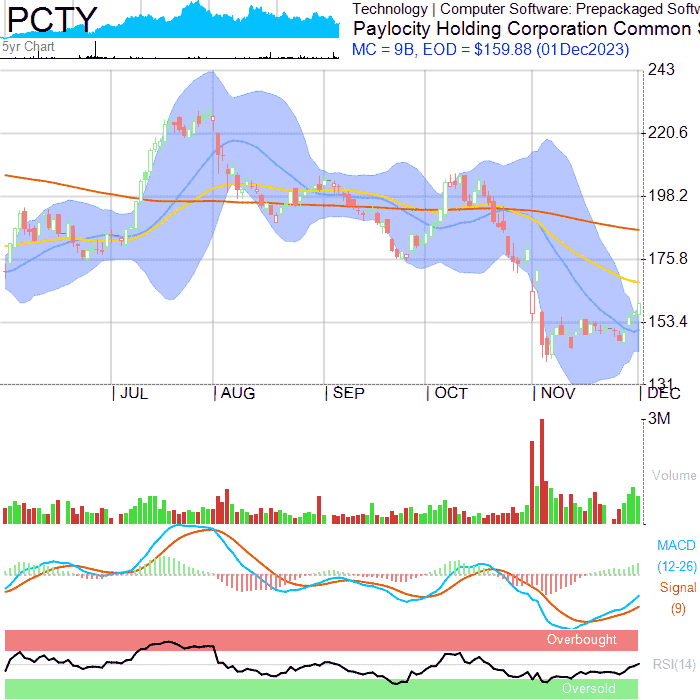 PCTY
5yr Chart
Technology | Computer Software: Prepackaged Softw
Paylocity Holding Corporation Common S
MC = 9B, EOD = $159.88 (01Dec2023)
243
220.6
198.2
175.8
153.4
131
JUL AUG SEP OCT NOV DEC
3M
Volume
MACD
(12-26)
Signal
(9)
Overbought
RSI(14)
Oversold